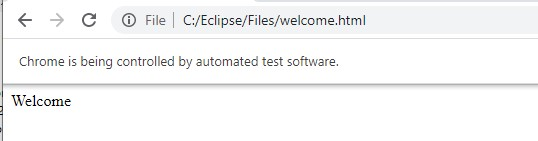 File | C:/Eclipse/Files/welcome.html
Chrome is being controlled by automated test software.
Welcome